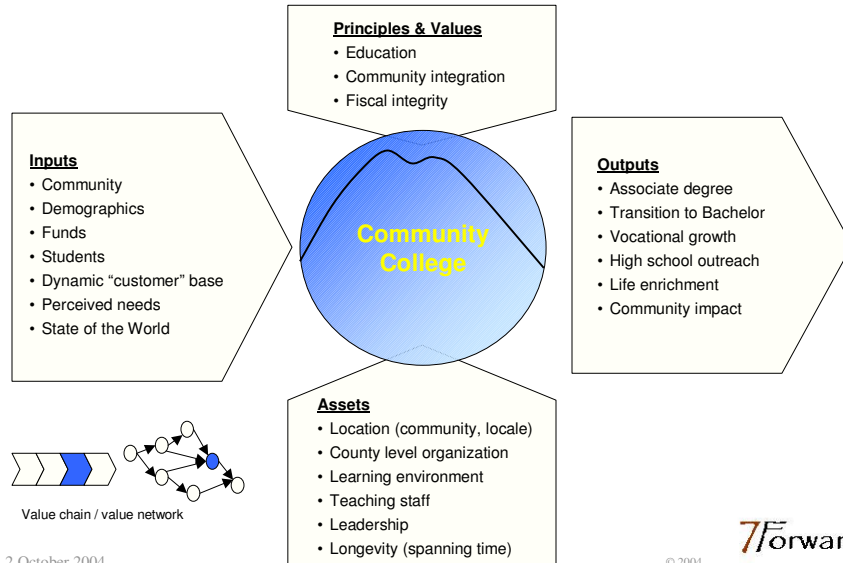 Principles & Values
• Education
• Community integration
• Fiscal integrity
Inputs
• Community
• Demographics
• Funds
• Students
• Dynamic “customer” base
• Perceived needs
• State of the World
Community
College
Outputs
• Associate degree
• Transition to Bachelor
• Vocational growth
• High school outreach
• Life enrichment
• Community impact
Assets
• Location (community, locale)
• County level organization
• Learning environment
• Teaching staff
• Leadership
• Longevity (spanning time)
Value chain / value network
2 October 2004
© 2004
7Forwar